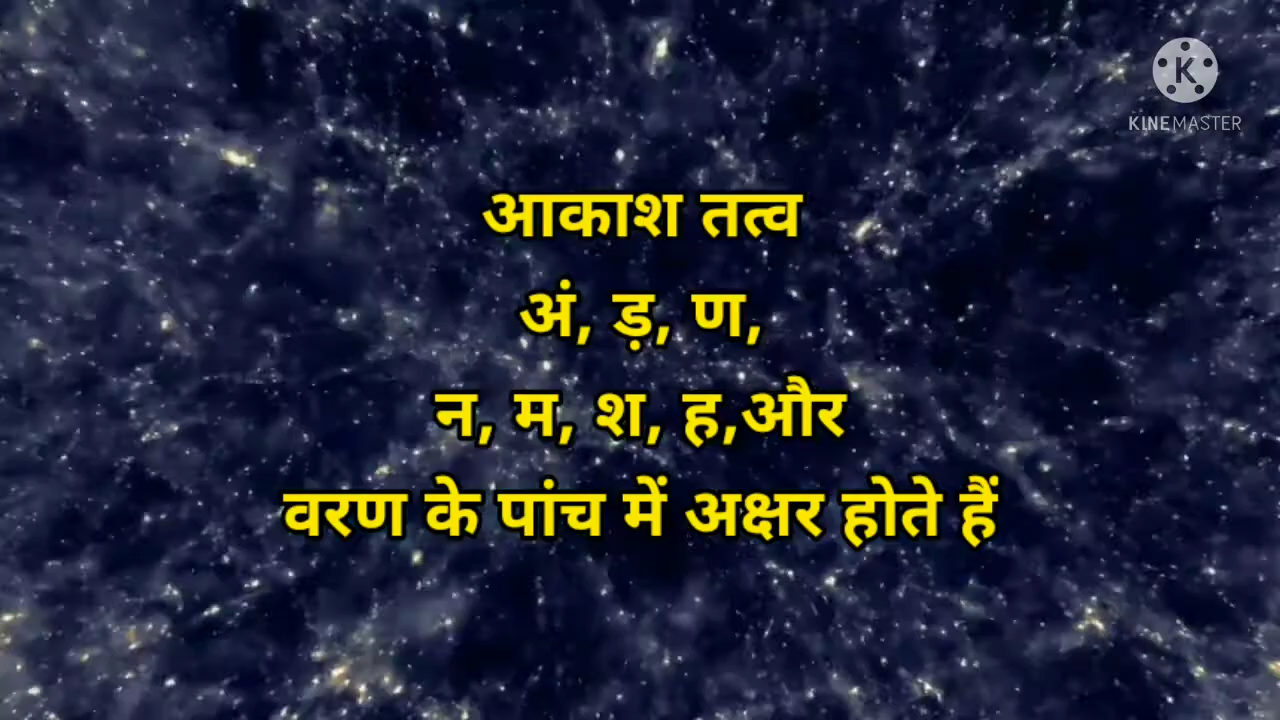 K
KINEMASTER
आकाश तत्व
अं, ड़, ण,
न, म, श, ह,और
वरण के पांच में अक्षर होते हैं